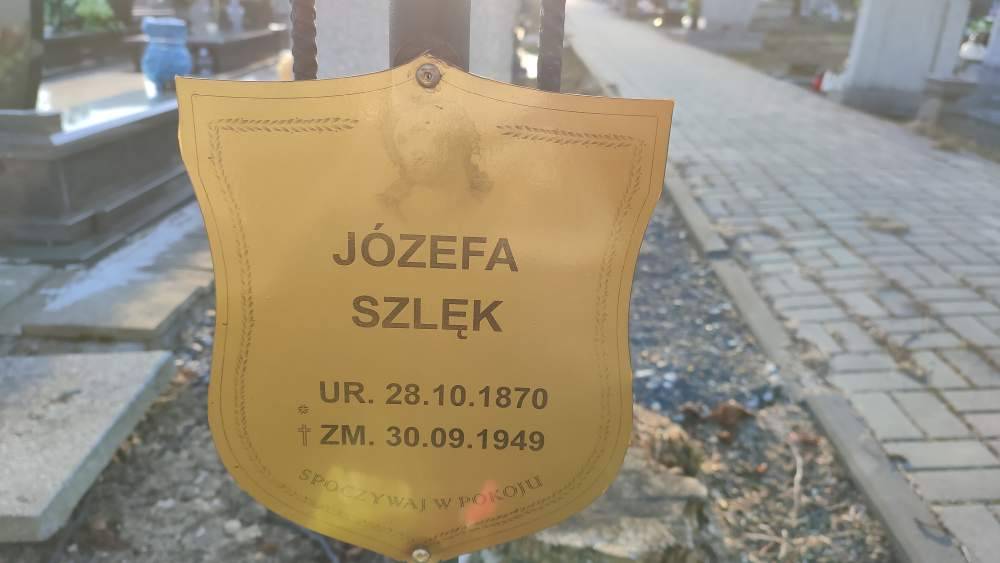 JÓZEFA
SZLĘK
UR. 28.10.1870
ZM. 30.09.1949
SPOCZYWAJ W POKOJU